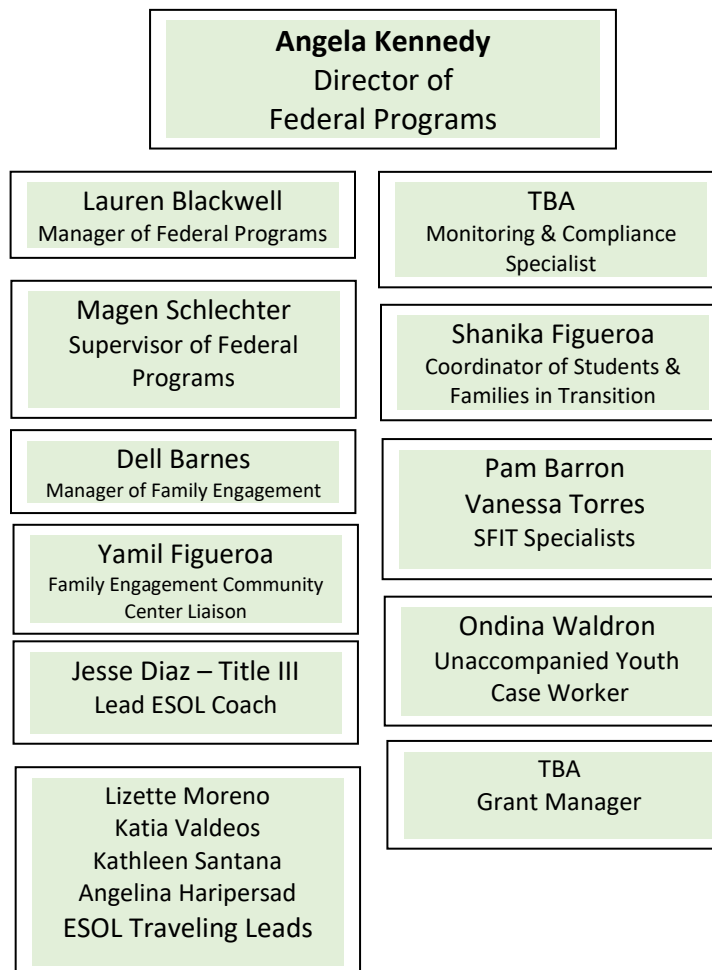 Angela Kennedy
Director of
Federal Programs
Lauren Blackwell
Manager of Federal Programs
Magen Schlechter
Supervisor of Federal
Programs
Dell Barnes
Manager of Family Engagement
Yamil Figueroa
Family Engagement Community
Center Liaison
Jesse Diaz – Title III
Lead ESOL Coach
Lizette Moreno
Katia Valdeos
Kathleen Santana
Angelina Haripersad
ESOL Traveling Leads
TBA
Monitoring & Compliance
Specialist
Shanika Figueroa
Coordinator of Students &
Families in Transition
Pam Barron
Vanessa Torres
SFIT Specialists
Ondina Waldron
Unaccompanied Youth
Case Worker
TBA
Grant Manager